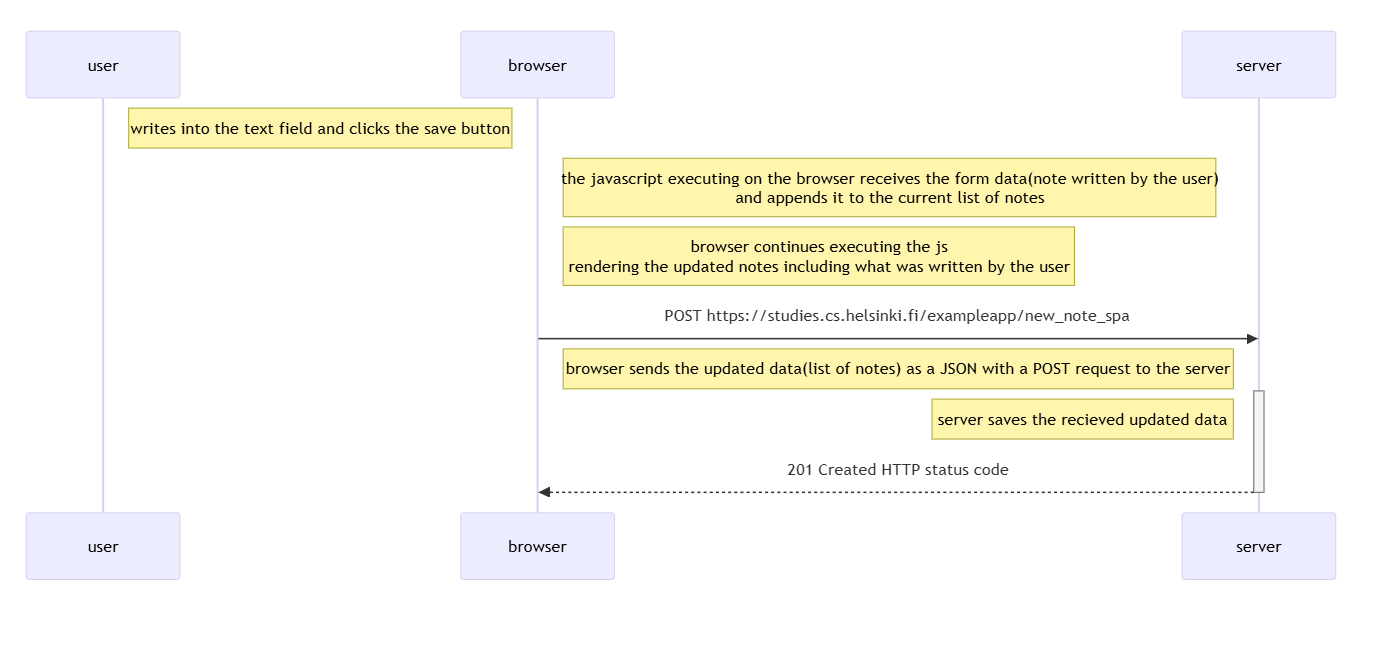 user
browser
server
writes into the text field and clicks the save button
the javascript executing on the browser receives the form data(note written by the user)
and appends it to the current list of notes
browser continues executing the js
rendering the updated notes including what was written by the user
POST https://studies.cs.helsinki.fi/exampleapp/new_note_spa
browser sends the updated data(list of notes) as a JSON with a POST request to the server
server saves the recieved updated data
201 Created HTTP status code
user
browser
server